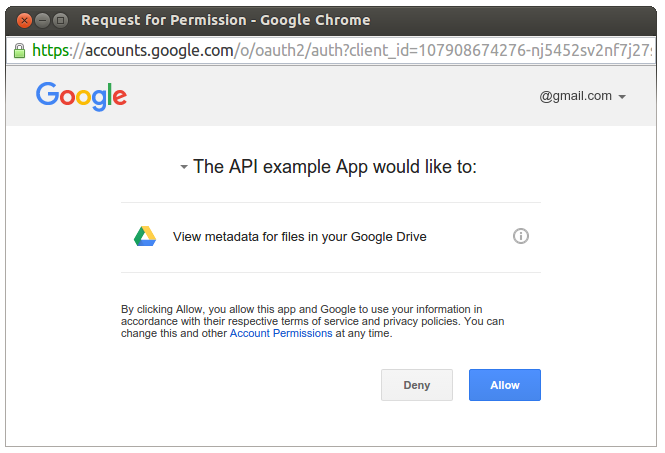 Request for Permission - Google Chrome
https://accounts.google.com/o/oauth2/auth?client_id=107908674276-nj5452sv2nf7j27s
Google
@gmail.com
The API example App would like to:
View metadata for files in your Google Drive
By clicking Allow, you allow this app and Google to use your information in
accordance with their respective terms of service and privacy policies. You can
change this and other Account Permissions at any time.
Deny
Allow